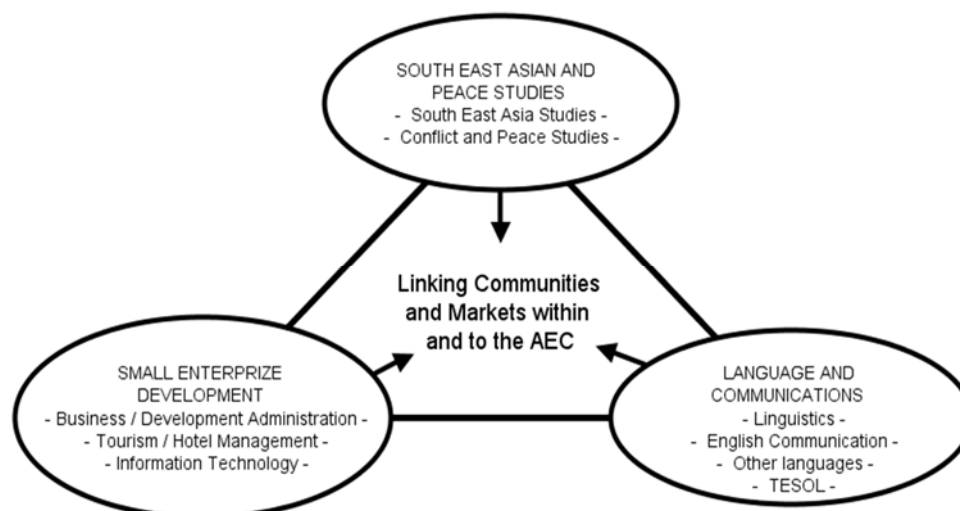 SOUTH EAST ASIAN AND
PEACE STUDIES
- South East Asia Studies -
- Conflict and Peace Studies -
Linking Communities
and Markets within
and to the AEC
SMALL ENTERPRIZE
DEVELOPMENT
- Business / Development Administration -
- Tourism / Hotel Management -
- Information Technology -
LANGUAGE AND
COMMUNICATIONS
- Linguistics -
- English Communication -
- Other languages -
- TESOL -